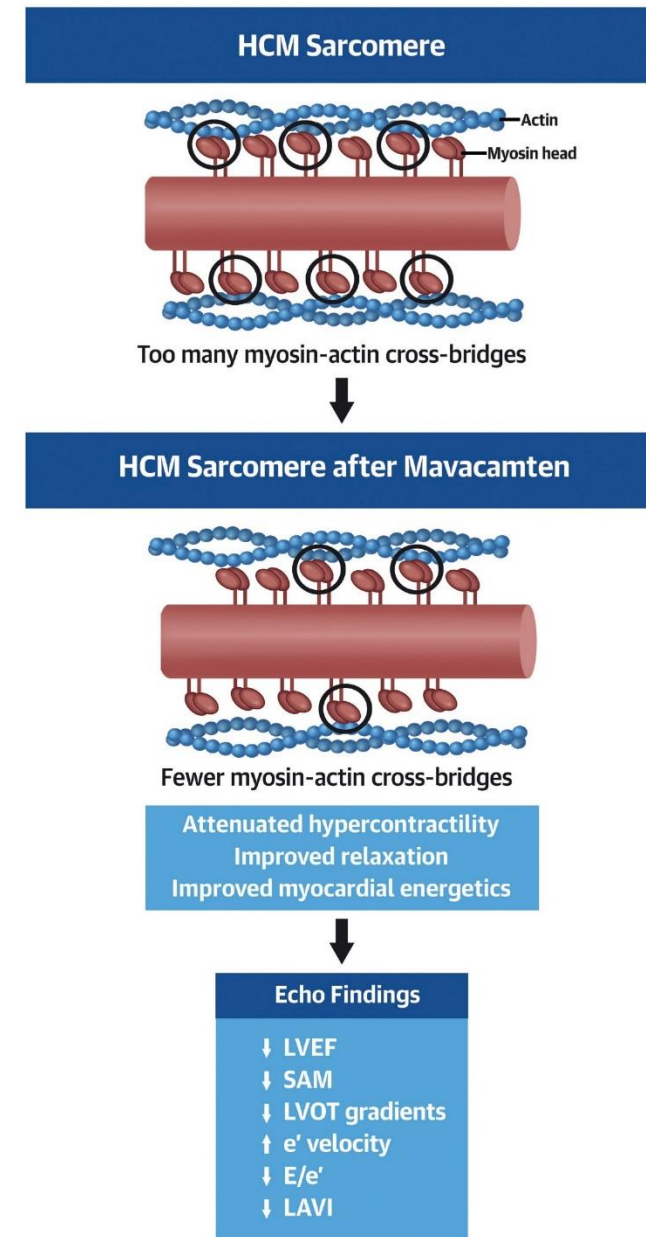 HCM Sarcomere
Actin
Myosin head
Too many myosin-actin cross-bridges
HCM Sarcomere after Mavacamten
Fewer myosin-actin cross-bridges
Attenuated hypercontractility
Improved relaxation
Improved myocardial energetics
Echo Findings
↓ LVEF
↓ SAM
↓ LVOT gradients
↑ e' velocity
↓ E/e'
↓ LAVI